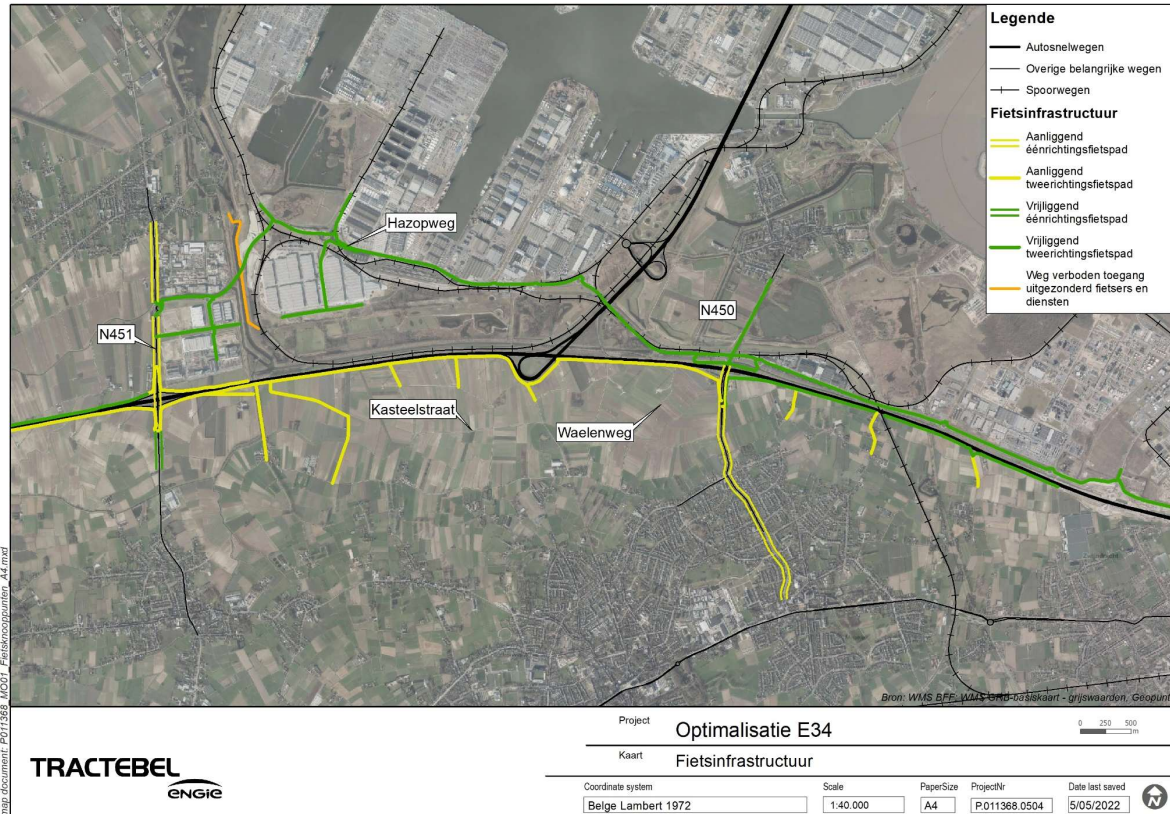 Legende
Autosnelwegen
Overige belangrijke wegen
Spoorwegen
Fietsinfrastructuur
Aanliggend
éénrichtingsfietspad
Aanliggend
tweerichtingsfietspad
Vrijliggend
éénrichtingsfietspad
Vrijliggend
tweerichtingsfietspad
Weg verboden toegang
uitgezonderd fietsers en
diensten
Hazopweg
N450
N451
Kasteelstraat
Waelenweg
Bron: WMS BFF; WMS GRB-basiskaart - grijswaarden, Geopunt
map document: P011368_MO01_Fietsknooppunten_A4.mxd
TRACTEBEL
ENGIE
Project Optimalisatie E34
0 250 500
m
Kaart Fietsinfrastructuur
Coordinate system Scale PaperSize ProjectNr Date last saved
Belge Lambert 1972 1:40.000 A4 P.011368.0504 5/05/2022
N